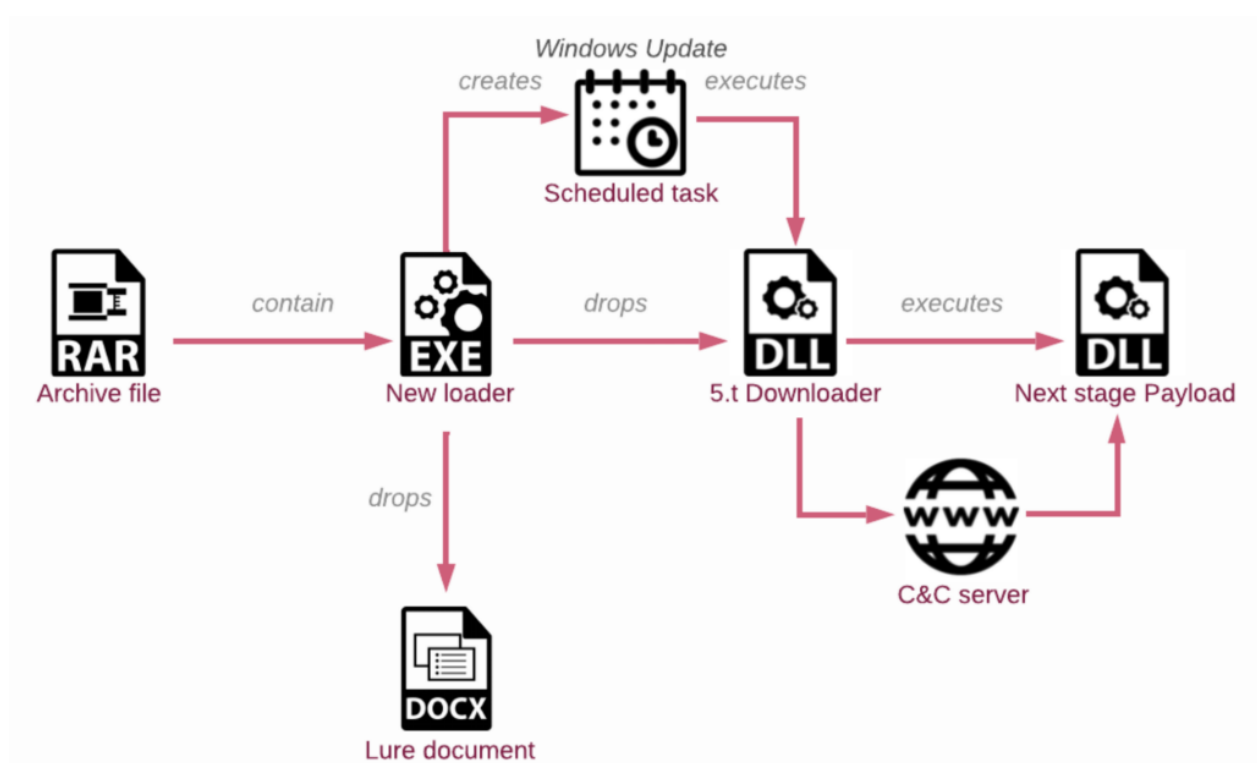 Windows Update
creates
executes
Scheduled task
RAR
Archive file
contain
EXE
New loader
drops
DLL
5.t Downloader
executes
DLL
Next stage Payload
drops
WWW
C&C server
DOCX
Lure document